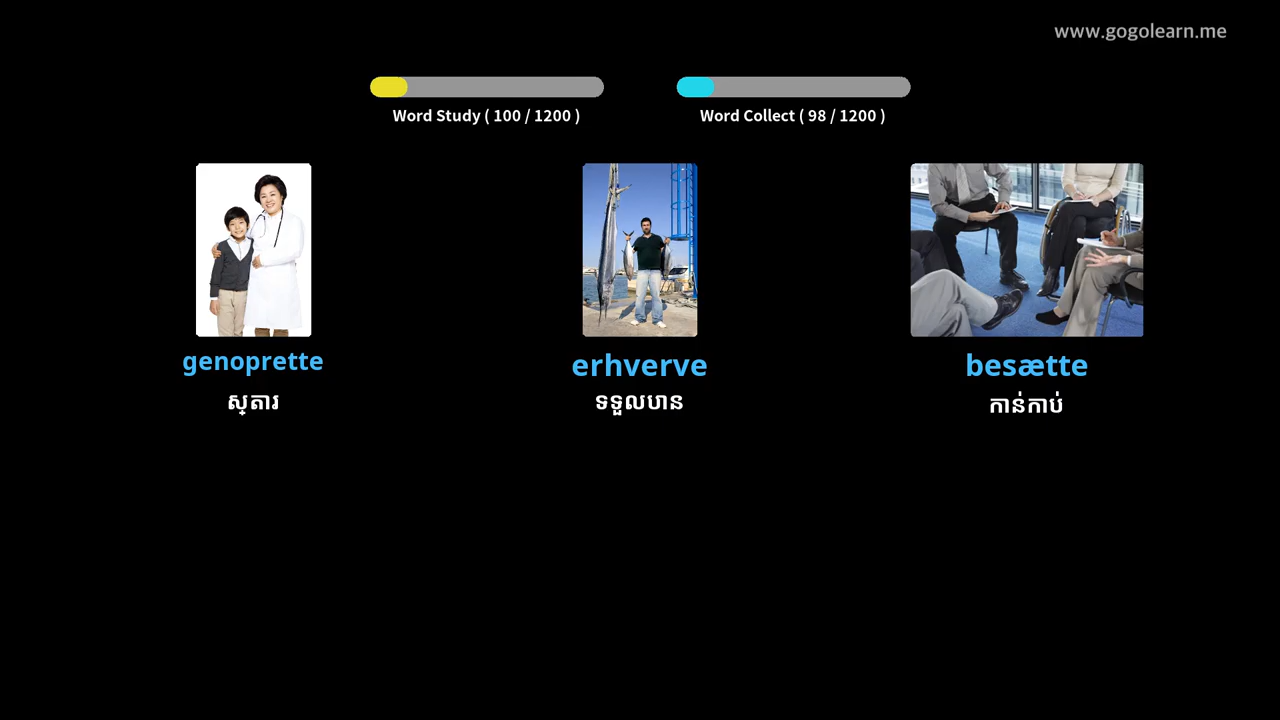 www.gogolearn.me
Word Study ( 100 / 1200 )
Word Collect ( 98 / 1200 )
genoprette
erhverve
besætte
ស្តារ
ទទួលបាន
កាន់កាប់